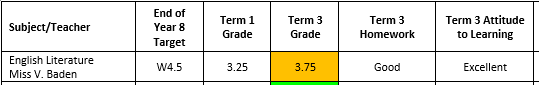 Subject/Teacher
End of
Year 8
Target
Term 1
Grade
Term 3
Grade
Term 3
Homework
Term 3 Attitude
to Learning
English Literature
Miss V. Baden
W4.5
3.25
3.75
Good
Excellent